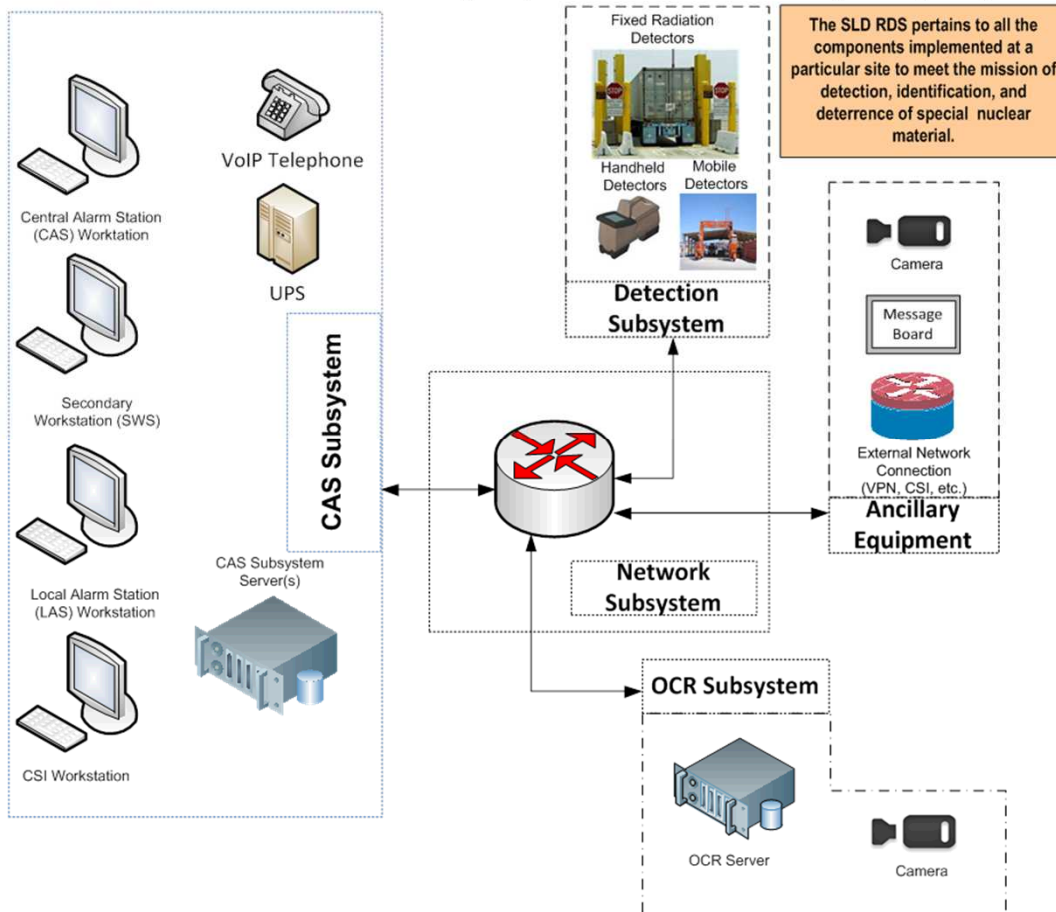 Central Alarm Station
(CAS) Worktation
Secondary
Workstation (SWS)
Local Alarm Station
(LAS) Workstation
CSI Workstation
VoIP Telephone
UPS
CAS Subsystem
CAS Subsystem
Server(s)
Fixed Radiation
Detectors
STOP
STOP
Handheld
Detectors
Mobile
Detectors
Detection
Subsystem
The SLD RDS pertains to all the
components implemented at a
particular site to meet the mission of
detection, identification, and
deterrence of special nuclear
material.
Camera
Message
Board
External Network
Connection
(VPN, CSI, etc.)
Ancillary
Equipment
Network
Subsystem
OCR Subsystem
OCR Server
Camera